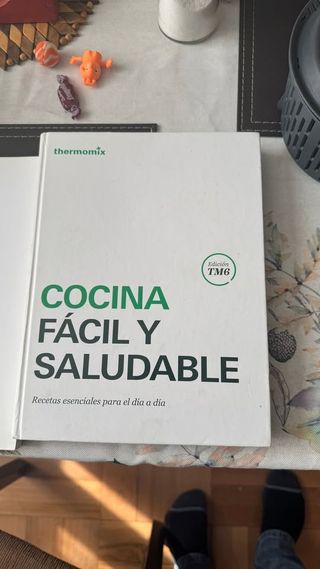 thermomix
Edición
TM6
COCINA
FÁCIL Y
SALUDABLE
Recetas esenciales para el día a día